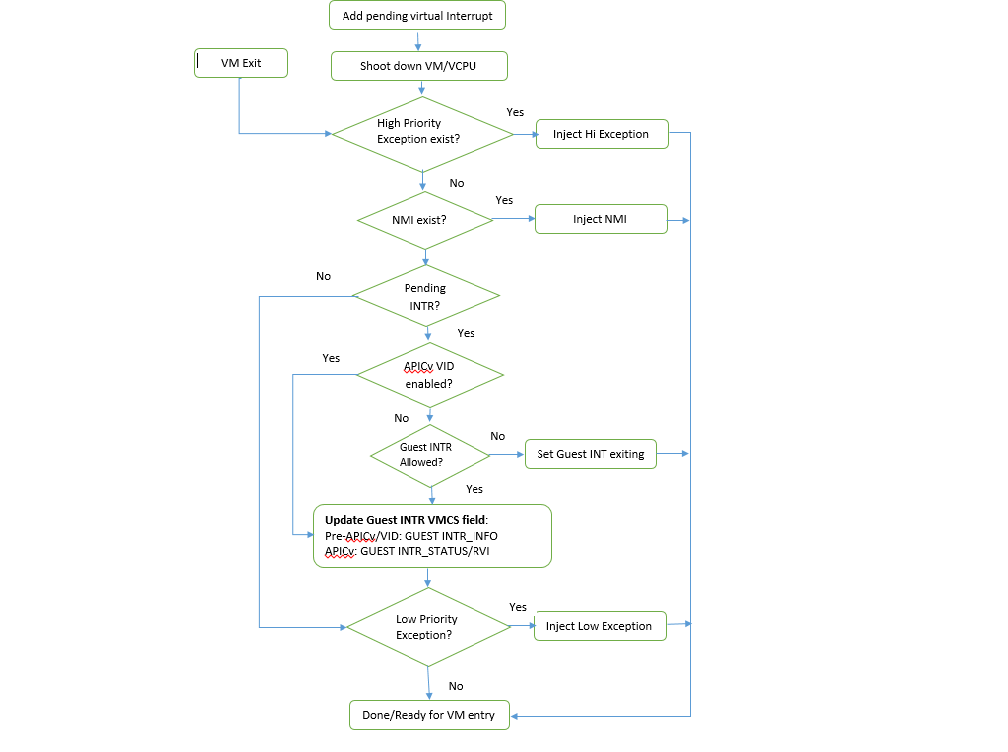 Add pending virtual Interrupt
VM Exit
Shoot down VM/VCPU
High Priority
Exception exist?
Yes
Inject Hi Exception
No
NMI exist?
Yes
Inject NMI
No
Pending
INTR?
Yes
Yes
APICv VID
enabled?
No
Guest INTR
Allowed?
No
Set Guest INT exiting
Yes
Update Guest INTR VMCS field:
Pre-APICv/VID: GUEST INTR_INFO
APICv: GUEST INTR_STATUS/RVI
Low Priority
Exception?
Yes
Inject Low Exception
No
Done/Ready for VM entry